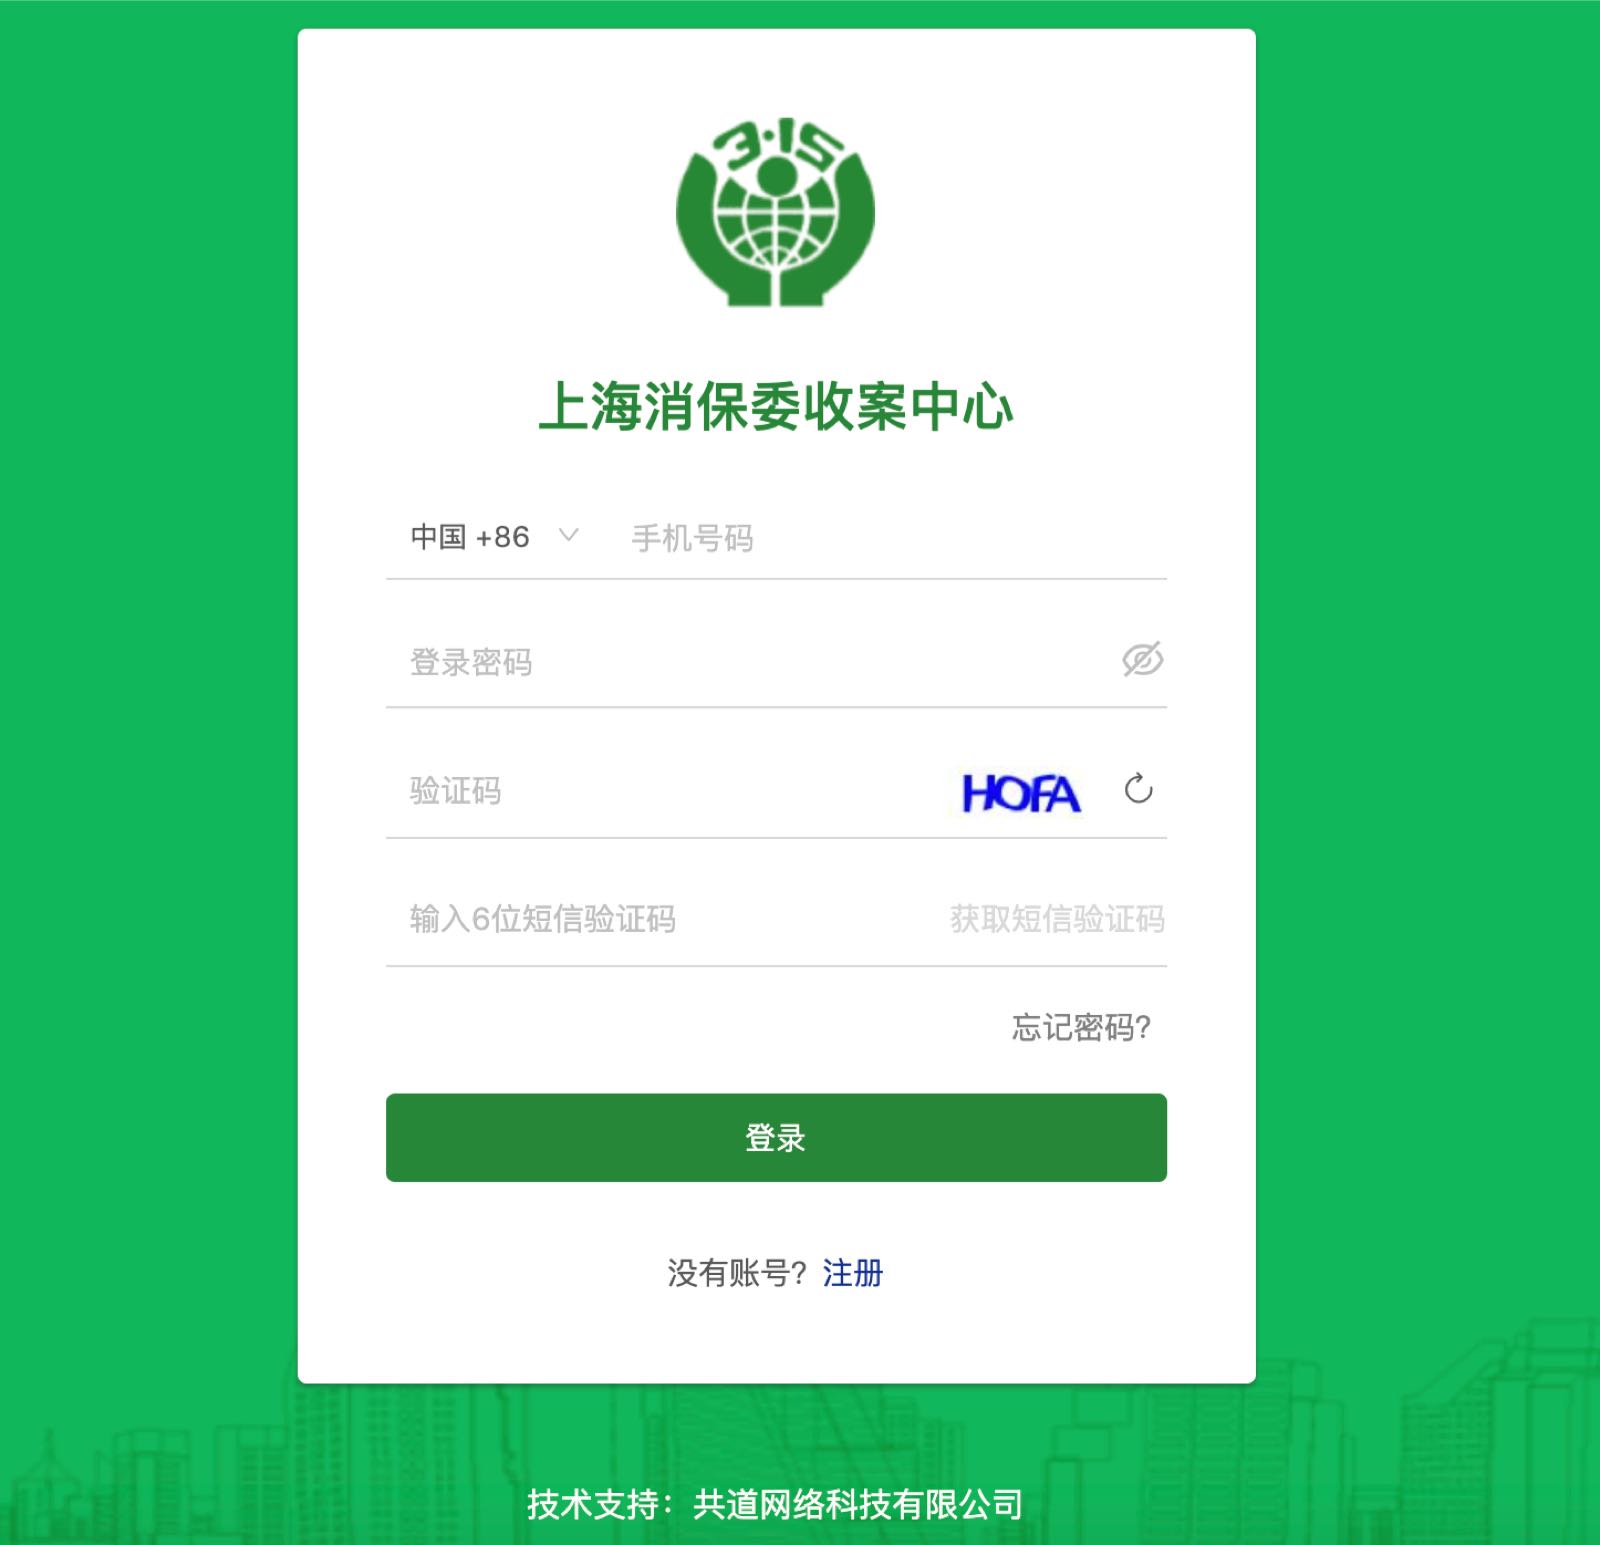 3·15
上海消保委收案中心
中国 +86 手机号码
登录密码
验证码 HOFA
输入6位短信验证码 获取短信验证码
忘记密码?
登录
没有账号? 注册
技术支持：共道网络科技有限公司